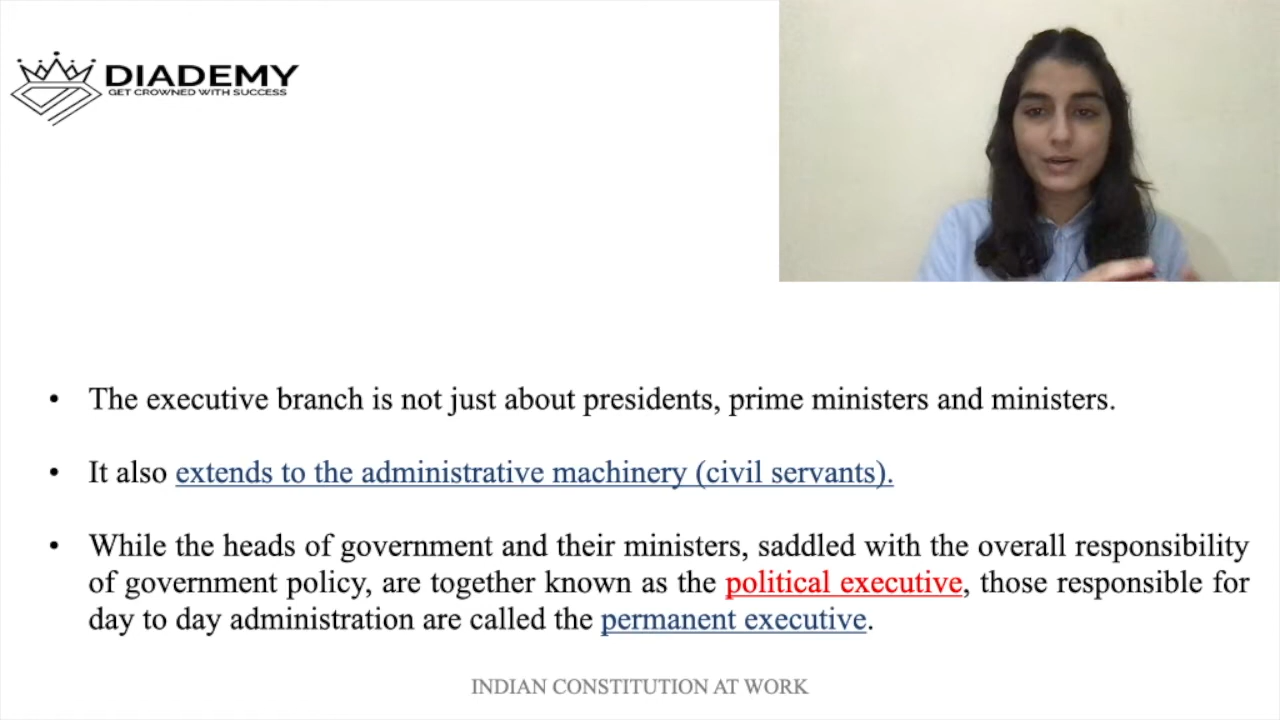 DIADEMY
GET CROWNED WITH SUCCESS
• The executive branch is not just about presidents, prime ministers and ministers.
• It also extends to the administrative machinery (civil servants).
• While the heads of government and their ministers, saddled with the overall responsibility
of government policy, are together known as the political executive, those responsible for
day to day administration are called the permanent executive.
INDIAN CONSTITUTION AT WORK